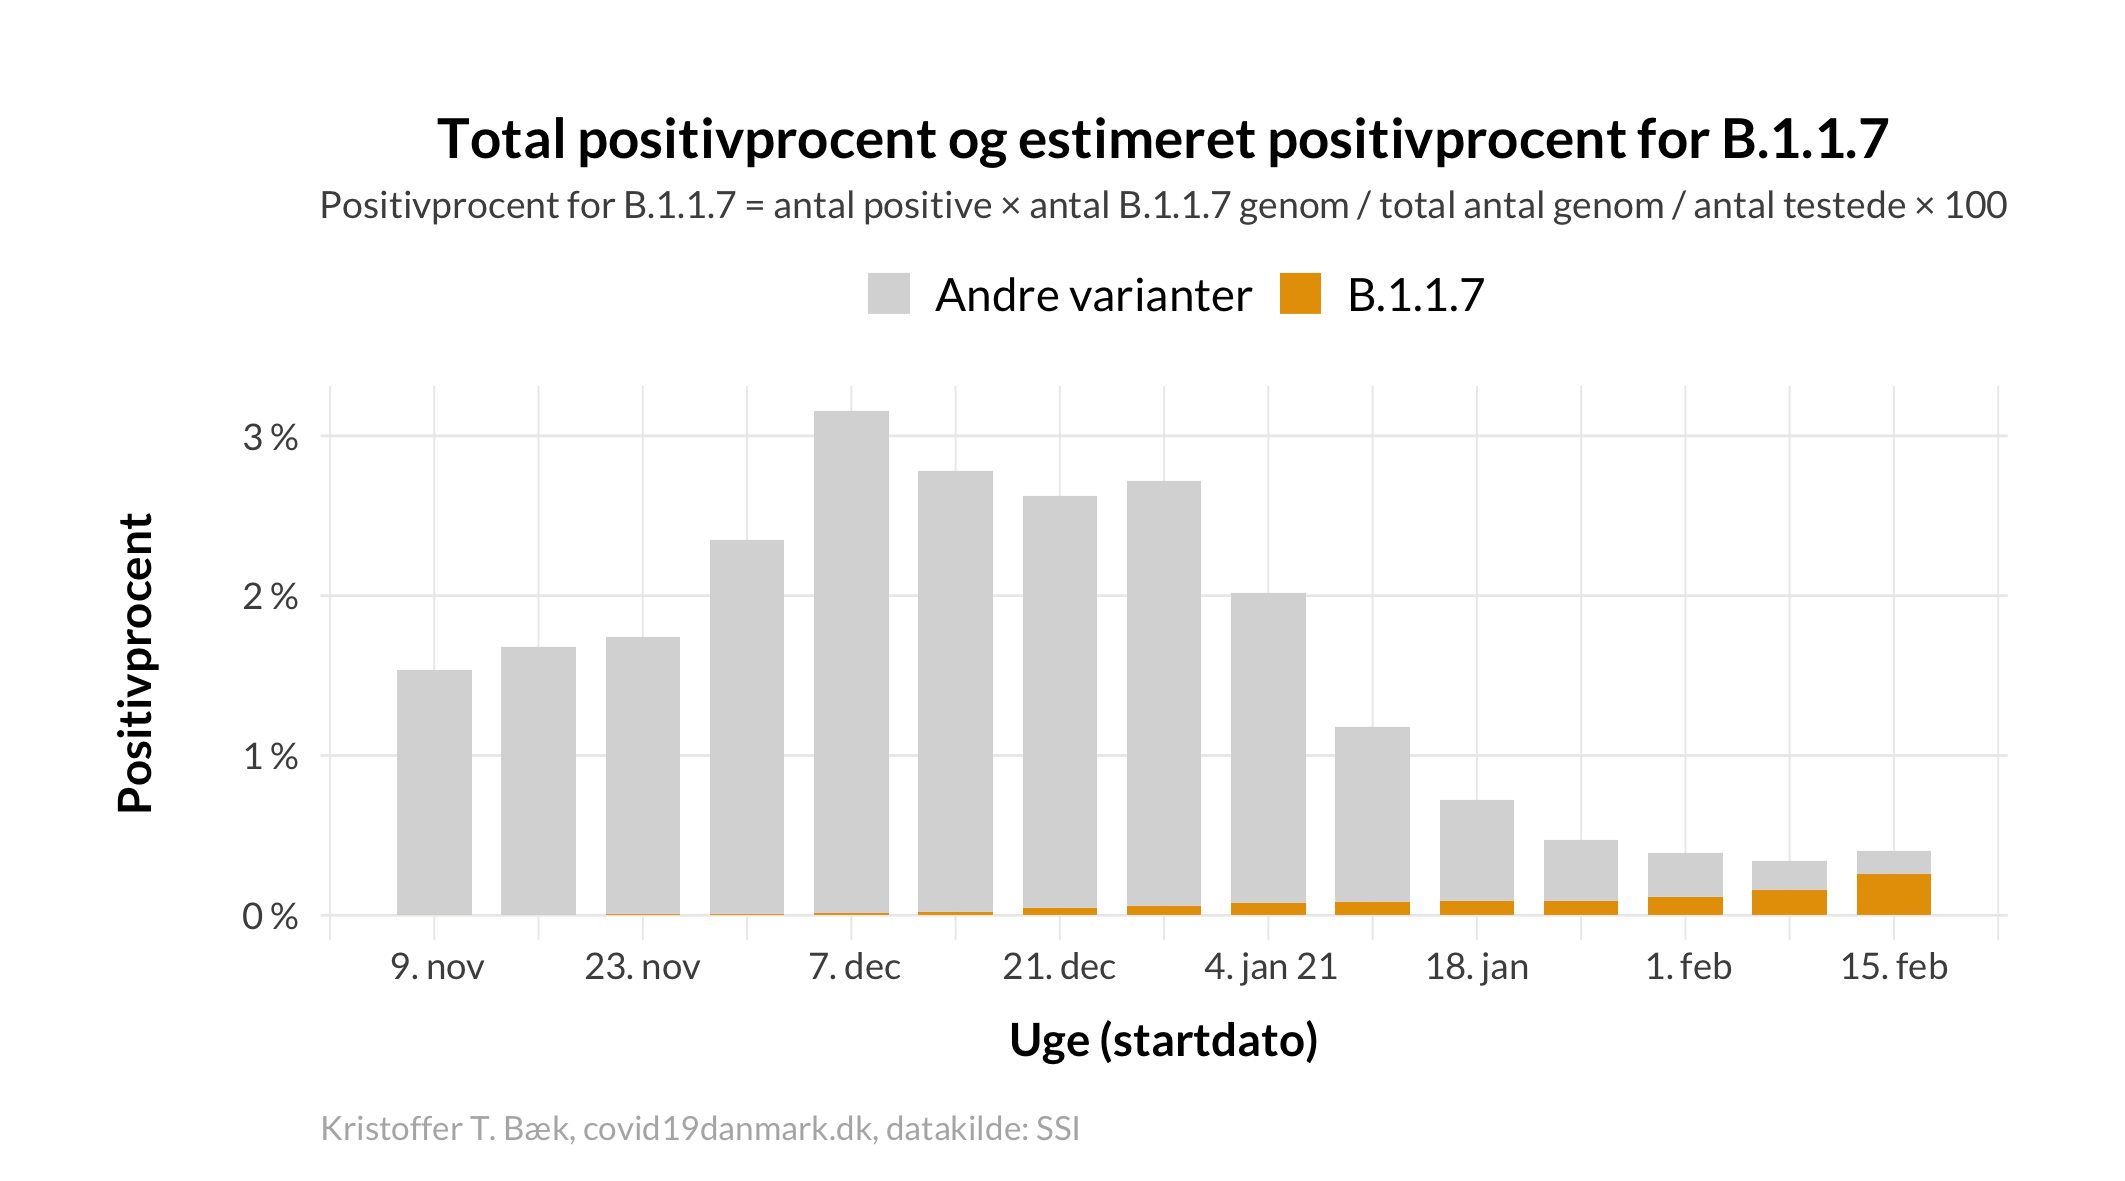 Total positivprocent og estimeret positivprocent for B.1.1.7
Positivprocent for B.1.1.7 = antal positive × antal B.1.1.7 genom / total antal genom / antal testede × 100
Andre varianter B.1.1.7
Positivprocent
3 %
2 %
1 %
0 %
9. nov 23. nov 7. dec 21. dec 4. jan 21 18. jan 1. feb 15. feb
Uge (startdato)
Kristoffer T. Bæk, covid19danmark.dk, datakilde: SSI